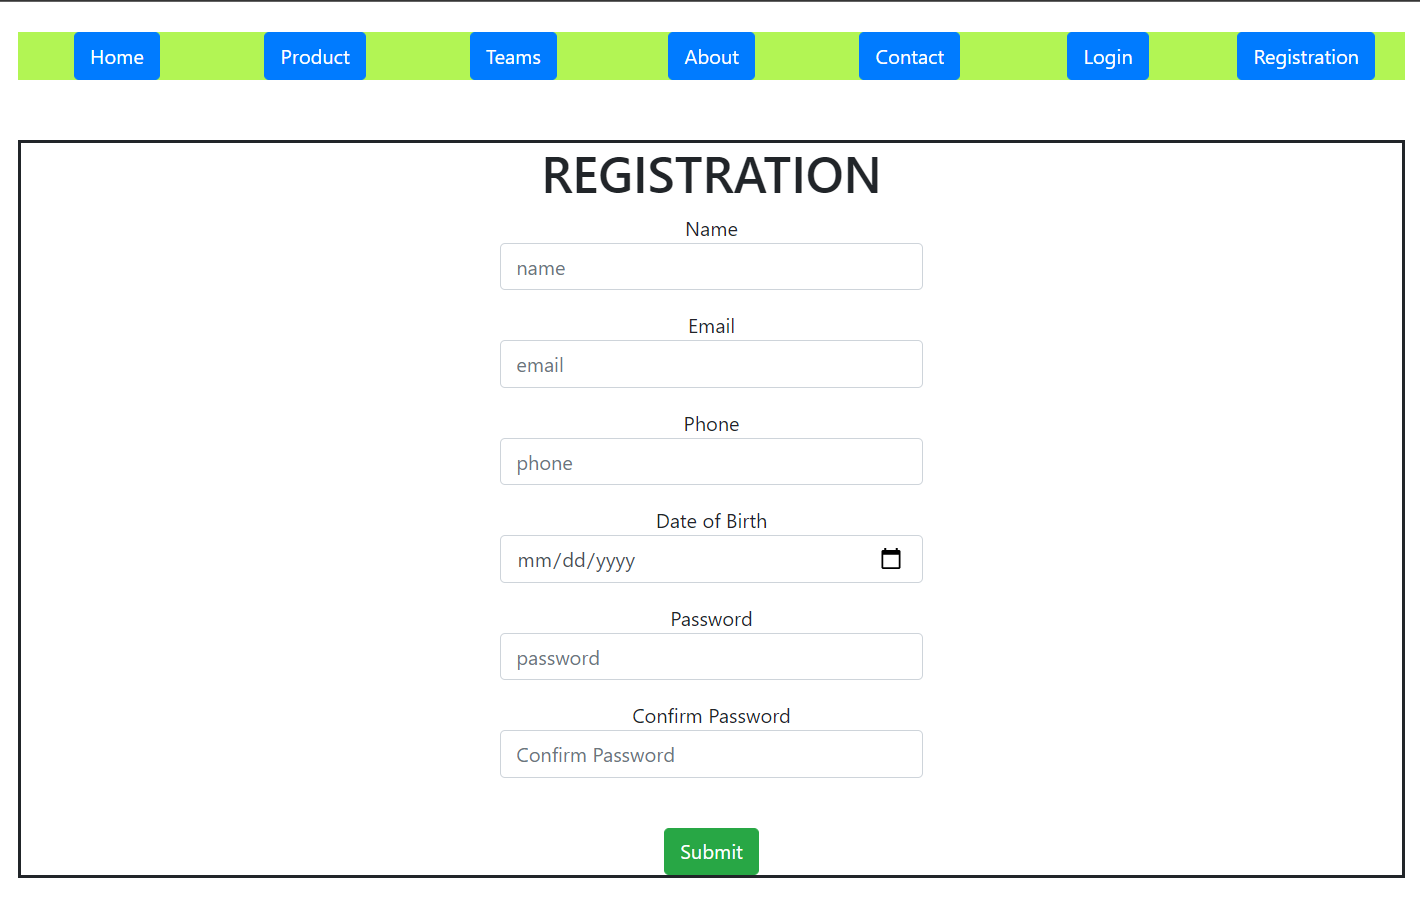 Home Product Teams About Contact Login Registration
REGISTRATION
Name
name
Email
email
Phone
phone
Date of Birth
mm/dd/yyyy
Password
password
Confirm Password
Confirm Password
Submit